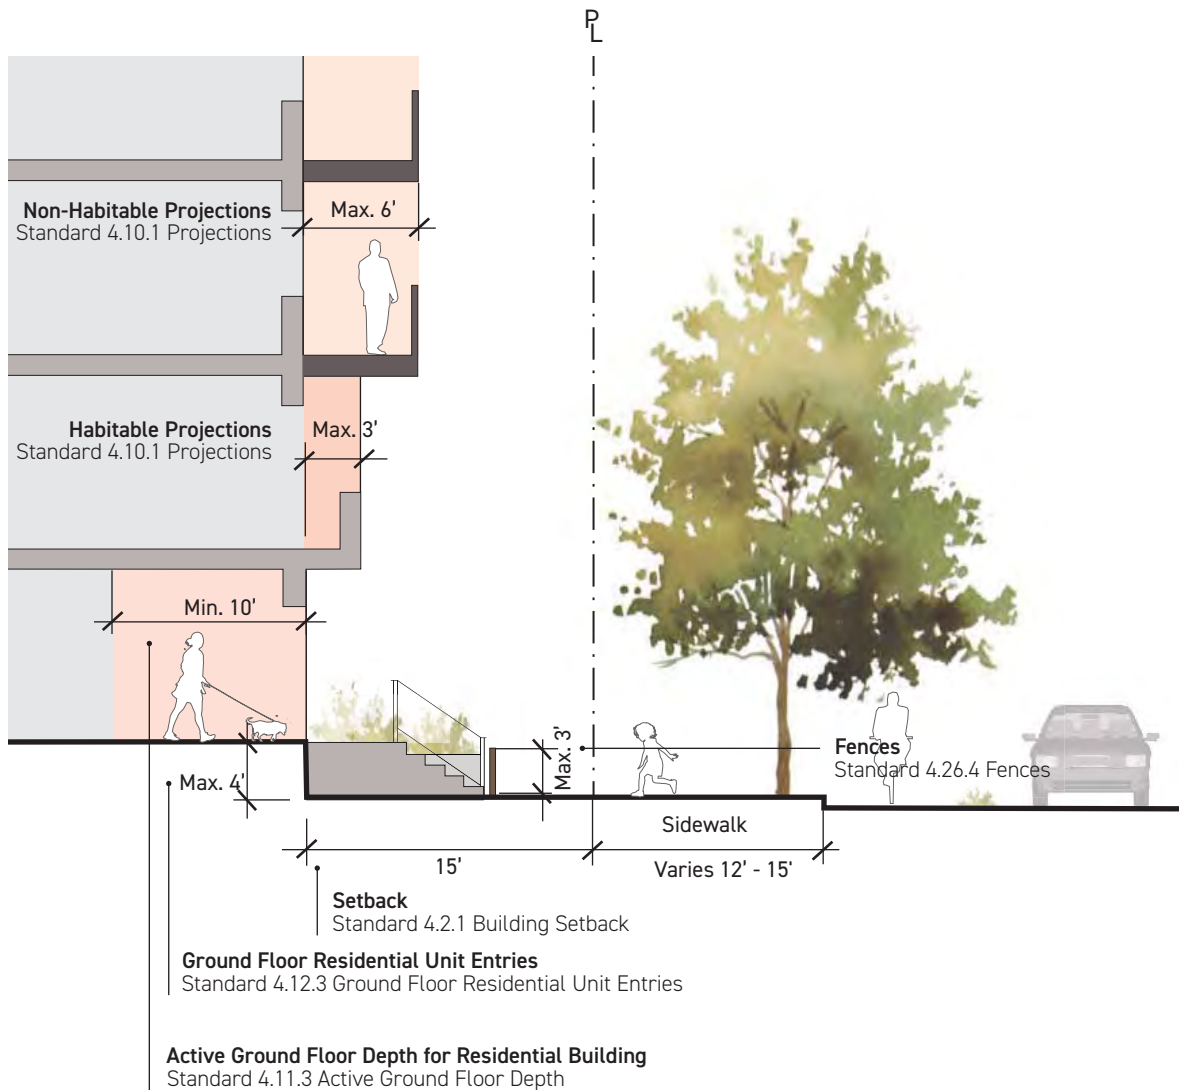 PL
Non-Habitable Projections
Standard 4.10.1 Projections
Max. 6’
Habitable Projections
Standard 4.10.1 Projections
Max. 3’
Min. 10’
Max. 4’
Max. 3’
Fences
Standard 4.26.4 Fences
Sidewalk
15’
Varies 12’ - 15’
Setback
Standard 4.2.1 Building Setback
Ground Floor Residential Unit Entries
Standard 4.12.3 Ground Floor Residential Unit Entries
Active Ground Floor Depth for Residential Building
Standard 4.11.3 Active Ground Floor Depth